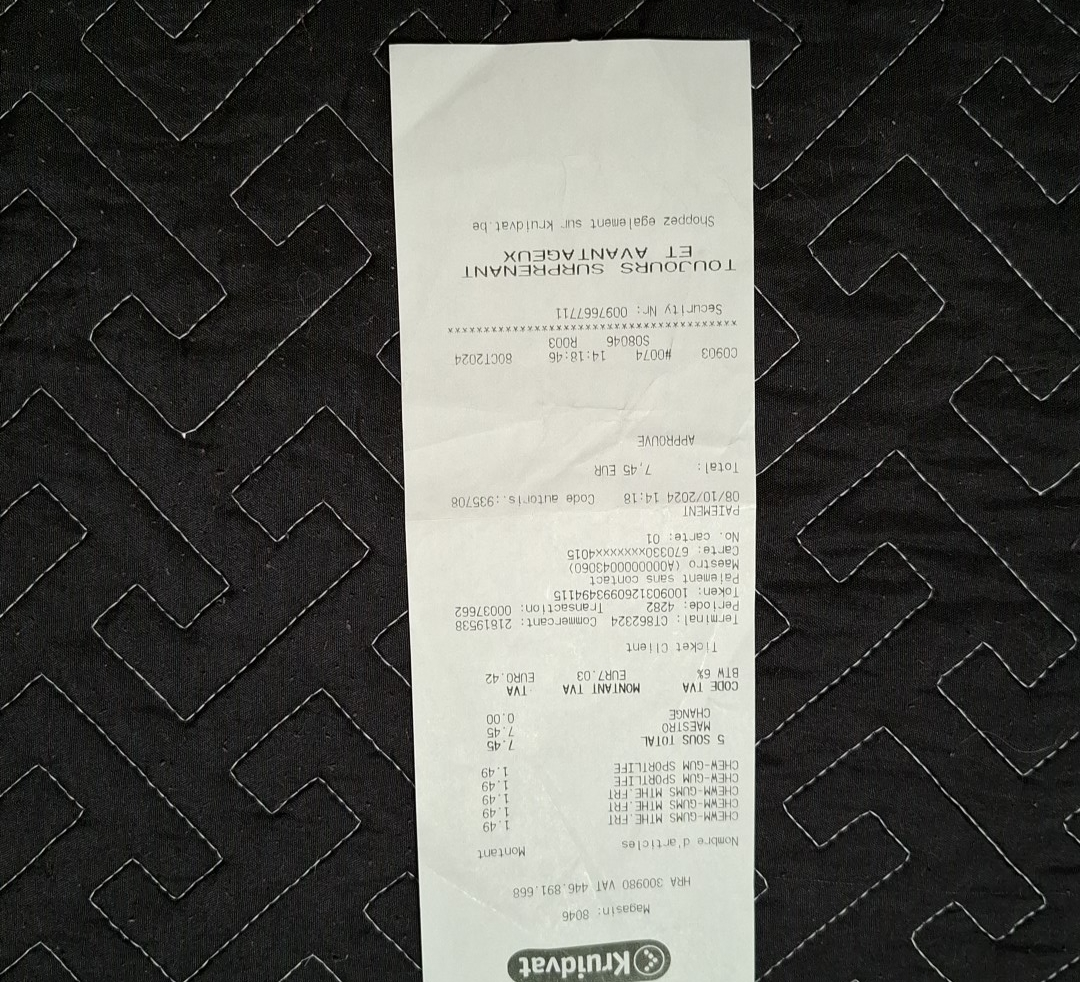 Kruidvat
Magasin: 8046
HRA 300980 VAT 446.891.668
Nombre d'articles Montant
CHEWM-GUMS MTHE.FRT 1.49
CHEWM-GUMS MTHE.FRT 1.49
CHEWM-GUMS MTHE.FRT 1.49
CHEW-GUM SPORTLIFE 1.49
CHEW-GUM SPORTLIFE 1.49
5 SOUS TOTAL 7.45
MAESTRO 7.45
CHANGE 0.00
CODE TVA MONTANT TVA TVA
BTW 6% EUR7.03 EUR0.42
Ticket Client
Terminal: CT862324 Commercant: 21819538
Periode: 4282 Transaction: 00037662
Token: 1009031260993494115
Paiement sans contact
Maestro (A0000000043060)
Carte: 670330xxxxxxx4015
No. carte: 01
PAIEMENT
08/10/2024 14:18 Code autoris.:935708
Total: 7,45 EUR
APPROUVE
C0903 #0074 14:18:46 8OCT2024
S08046 R003
Security Nr: 0097667711
TOUJOURS SURPRENANT
ET AVANTAGEUX
Shoppez egalement sur kruidvat.be